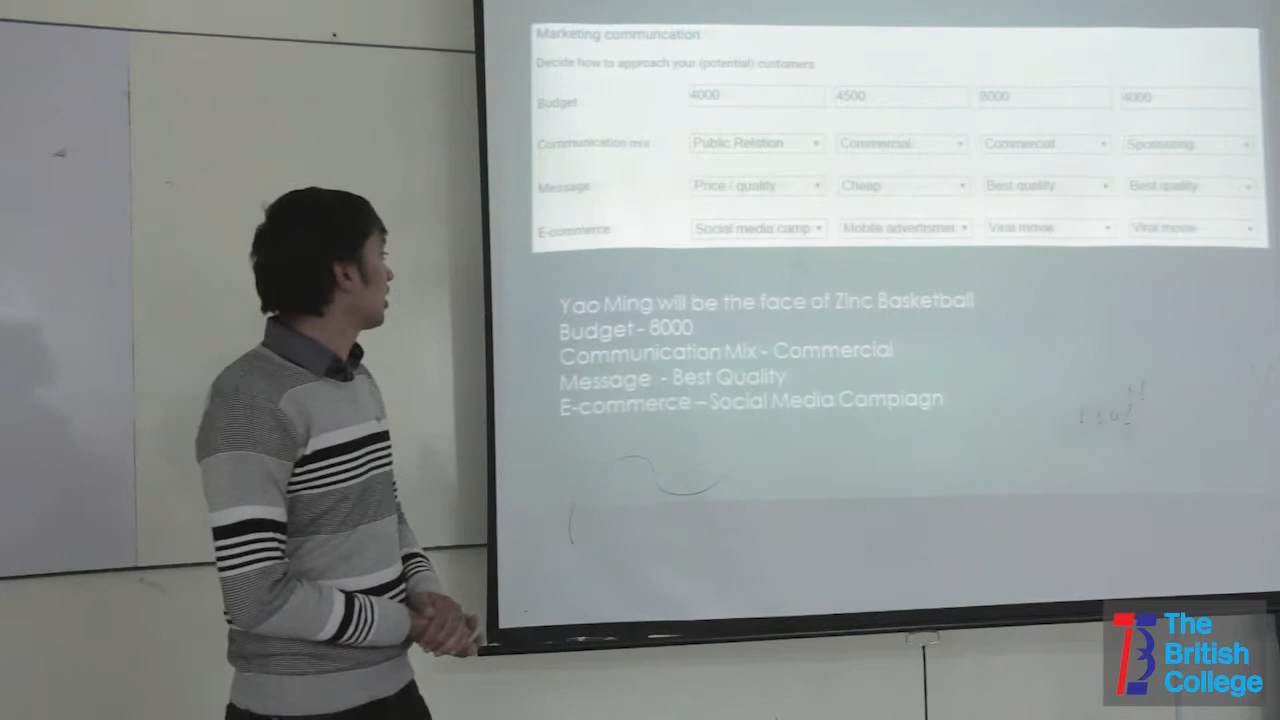 Marketing communication
Decide how to approach your (potential) customers
Budget 4000 4500 8000 4000
Communication mix Public Relation Commercial Commercial Sponsoring
Message Price / quality Cheap Best quality Best quality
E-commerce Social media camp Mobile advertisemer Viral movie Viral movie
Yao Ming will be the face of Zinc Basketball
Budget - 8000
Communication Mix - Commercial
Message - Best Quality
E-commerce – Social Media Campiagn
The
British
College